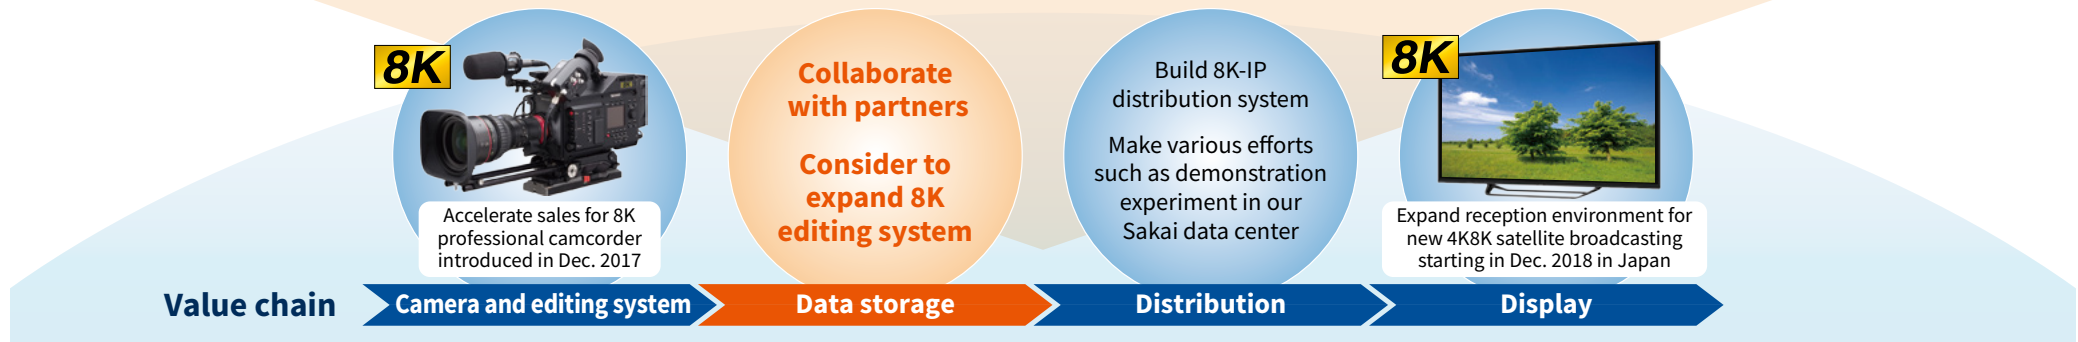 8K
Accelerate sales for 8K
professional camcorder
introduced in Dec. 2017
Collaborate
with partners
Consider to
expand 8K
editing system
Build 8K-IP
distribution system
Make various efforts
such as demonstration
experiment in our
Sakai data center
8K
Expand reception environment for
new 4K8K satellite broadcasting
starting in Dec. 2018 in Japan
Value chain
Camera and editing system
Data storage
Distribution
Display